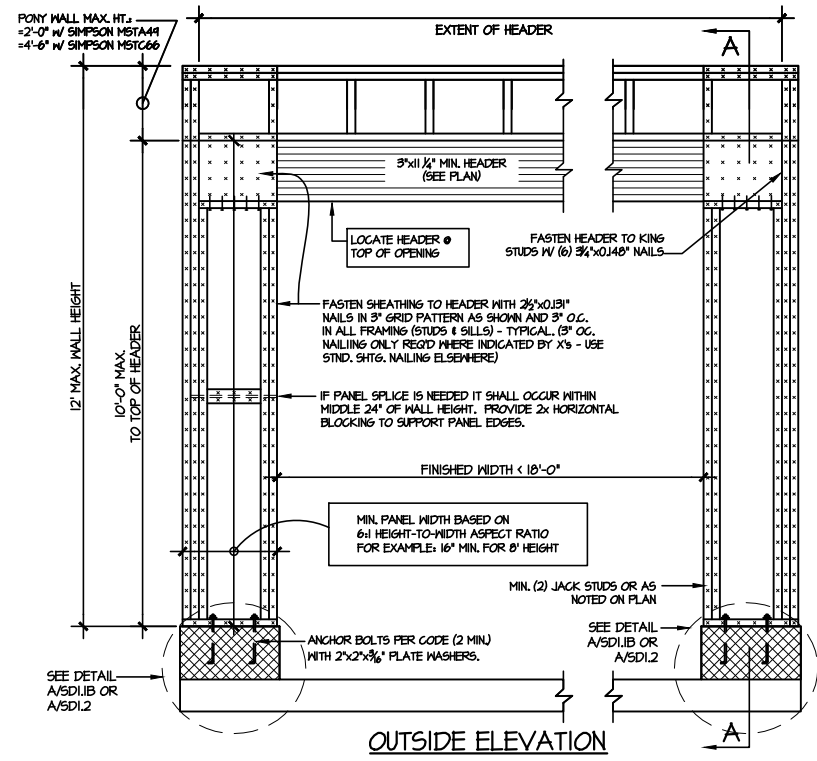 PONY WALL MAX. HT.:
=2'-0" W/ SIMPSON MSTA49
=4'-6" W/ SIMPSON MSTC66
EXTENT OF HEADER
A
3"x11 1/4" MIN. HEADER
(SEE PLAN)
LOCATE HEADER @
TOP OF OPENING
FASTEN HEADER TO KING
STUDS W/ (6) 3 1/4"x0.148" NAILS
FASTEN SHEATHING TO HEADER WITH 2 1/2"x0.131"
NAILS IN 3" GRID PATTERN AS SHOWN AND 3" O.C.
IN ALL FRAMING (STUDS & SILLS) - TYPICAL. (3" OC.
NAILIING ONLY REQ'D WHERE INDICATED BY X's - USE
STND. SHTG. NAILING ELSEWHERE)
12' MAX. WALL HEIGHT
10'-0" MAX.
TO TOP OF HEADER
IF PANEL SPLICE IS NEEDED IT SHALL OCCUR WITHIN
MIDDLE 24" OF WALL HEIGHT. PROVIDE 2x HORIZONTAL
BLOCKING TO SUPPORT PANEL EDGES.
FINISHED WIDTH < 18'-0"
MIN. PANEL WIDTH BASED ON
6:1 HEIGHT-TO-WIDTH ASPECT RATIO
FOR EXAMPLE: 16" MIN. FOR 8' HEIGHT
MIN. (2) JACK STUDS OR AS
NOTED ON PLAN
ANCHOR BOLTS PER CODE (2 MIN.)
WITH 2"x2"x3/16" PLATE WASHERS.
SEE DETAIL
A/SD1.1B OR
A/SD1.2
SEE DETAIL
A/SD1.1B OR
A/SD1.2
A
OUTSIDE ELEVATION